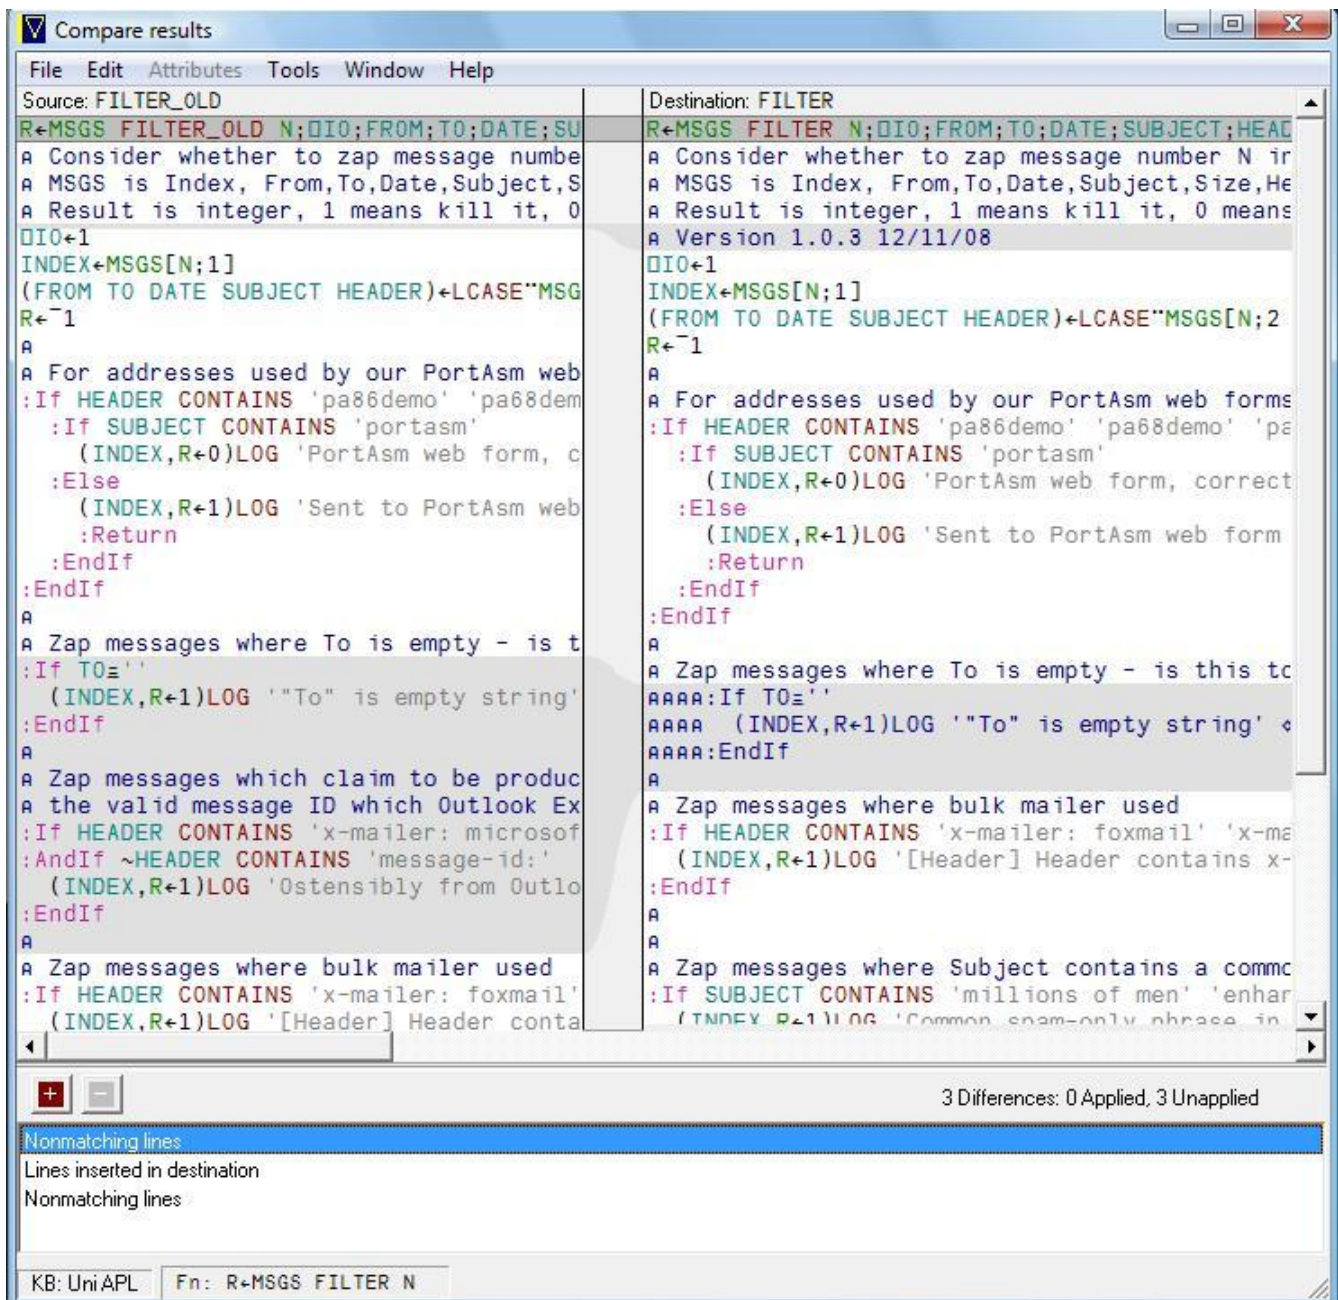 Compare results
File Edit Attributes Tools Window Help
Source: FILTER_OLD
R←MSGS FILTER_OLD N;⎕IO;FROM;TO;DATE;SU
⍝ Consider whether to zap message numbe
⍝ MSGS is Index, From,To,Date,Subject,S
⍝ Result is integer, 1 means kill it, 0
⎕IO←1
INDEX←MSGS[N;1]
(FROM TO DATE SUBJECT HEADER)←LCASE¨MSG
R←¯1
⍝
⍝ For addresses used by our PortAsm web
:If HEADER CONTAINS 'pa86demo' 'pa68dem
:If SUBJECT CONTAINS 'portasm'
(INDEX,R←0)LOG 'PortAsm web form, c
:Else
(INDEX,R←1)LOG 'Sent to PortAsm web
:Return
:EndIf
:EndIf
⍝
⍝ Zap messages where To is empty - is t
:If TO≡''
(INDEX,R←1)LOG '"To" is empty string'
:EndIf
⍝
⍝ Zap messages which claim to be produc
⍝ the valid message ID which Outlook Ex
:If HEADER CONTAINS 'x-mailer: microsof
:AndIf ~HEADER CONTAINS 'message-id:'
(INDEX,R←1)LOG 'Ostensibly from Outlo
:EndIf
⍝
⍝ Zap messages where bulk mailer used
:If HEADER CONTAINS 'x-mailer: foxmail'
(INDEX,R←1)LOG '[Header] Header conta
Destination: FILTER
R←MSGS FILTER N;⎕IO;FROM;TO;DATE;SUBJECT;HEAD
⍝ Consider whether to zap message number N in
⍝ MSGS is Index, From,To,Date,Subject,Size,He
⍝ Result is integer, 1 means kill it, 0 means
⍝ Version 1.0.3 12/11/08
⎕IO←1
INDEX←MSGS[N;1]
(FROM TO DATE SUBJECT HEADER)←LCASE¨MSGS[N;2
R←¯1
⍝
⍝ For addresses used by our PortAsm web forms
:If HEADER CONTAINS 'pa86demo' 'pa68demo' 'pa
:If SUBJECT CONTAINS 'portasm'
(INDEX,R←0)LOG 'PortAsm web form, correct
:Else
(INDEX,R←1)LOG 'Sent to PortAsm web form
:Return
:EndIf
:EndIf
⍝
⍝ Zap messages where To is empty - is this to
⍝⍝⍝⍝:If TO≡''
⍝⍝⍝⍝ (INDEX,R←1)LOG '"To" is empty string' ⋄
⍝⍝⍝⍝:EndIf
⍝
⍝ Zap messages where bulk mailer used
:If HEADER CONTAINS 'x-mailer: foxmail' 'x-ma
(INDEX,R←1)LOG '[Header] Header contains x-
:EndIf
⍝
⍝
⍝ Zap messages where Subject contains a commo
:If SUBJECT CONTAINS 'millions of men' 'enhar
(INDEX,R←1)LOG 'Common spam-only phrase in
3 Differences: 0 Applied, 3 Unapplied
Nonmatching lines
Lines inserted in destination
Nonmatching lines
KB: Uni APL
Fn: R←MSGS FILTER N